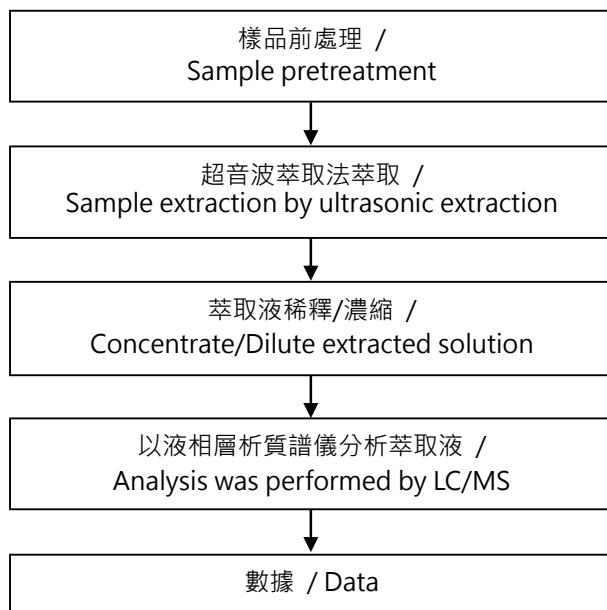 樣品前處理 /
Sample pretreatment
超音波萃取法萃取 /
Sample extraction by ultrasonic extraction
萃取液稀釋/濃縮 /
Concentrate/Dilute extracted solution
以液相層析質譜儀分析萃取液 /
Analysis was performed by LC/MS
數據 / Data